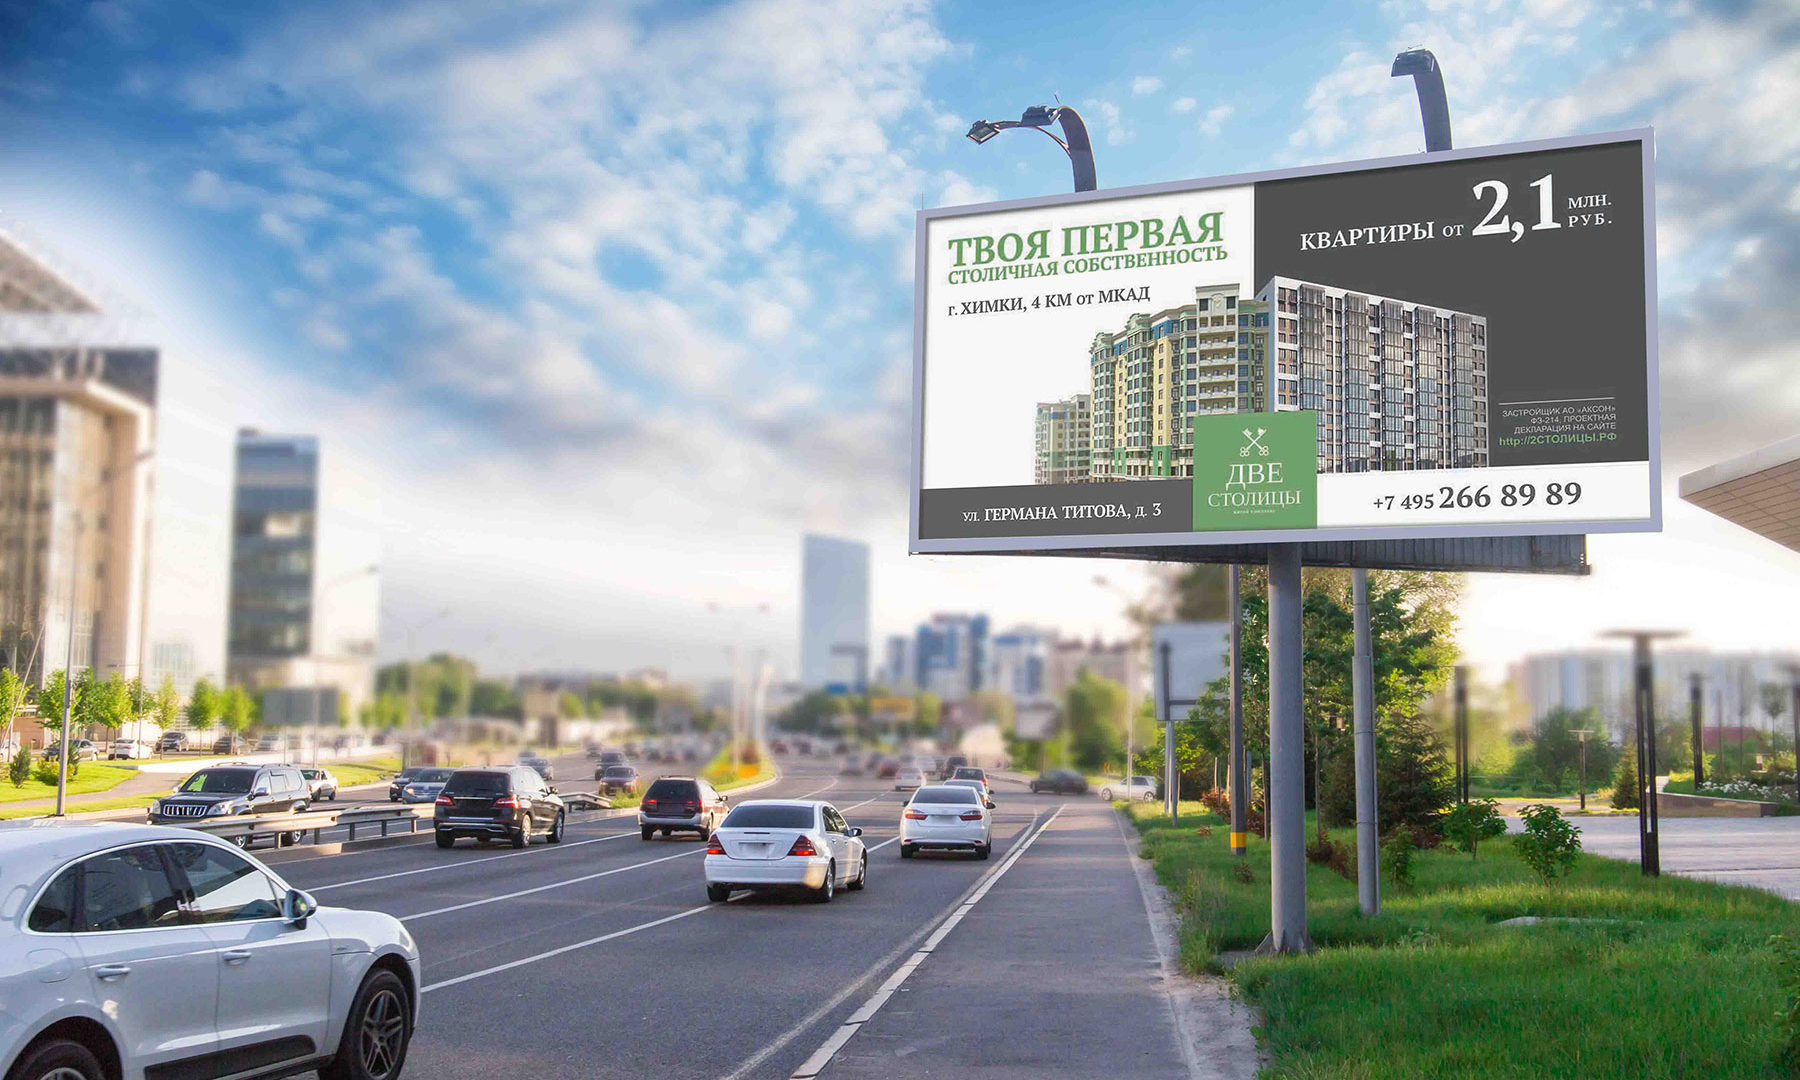 ТВОЯ ПЕРВАЯ
СТОЛИЧНАЯ СОБСТВЕННОСТЬ
г. ХИМКИ, 4 КМ от МКАД
КВАРТИРЫ от 2,1 МЛН. РУБ.
ЗАСТРОЙЩИК АО «АКСОН»
ФЗ-214, ПРОЕКТНАЯ
ДЕКЛАРАЦИЯ НА САЙТЕ
http://2СТОЛИЦЫ.РФ
ДВЕ
СТОЛИЦЫ
ул. ГЕРМАНА ТИТОВА, д. 3
+7 495 266 89 89